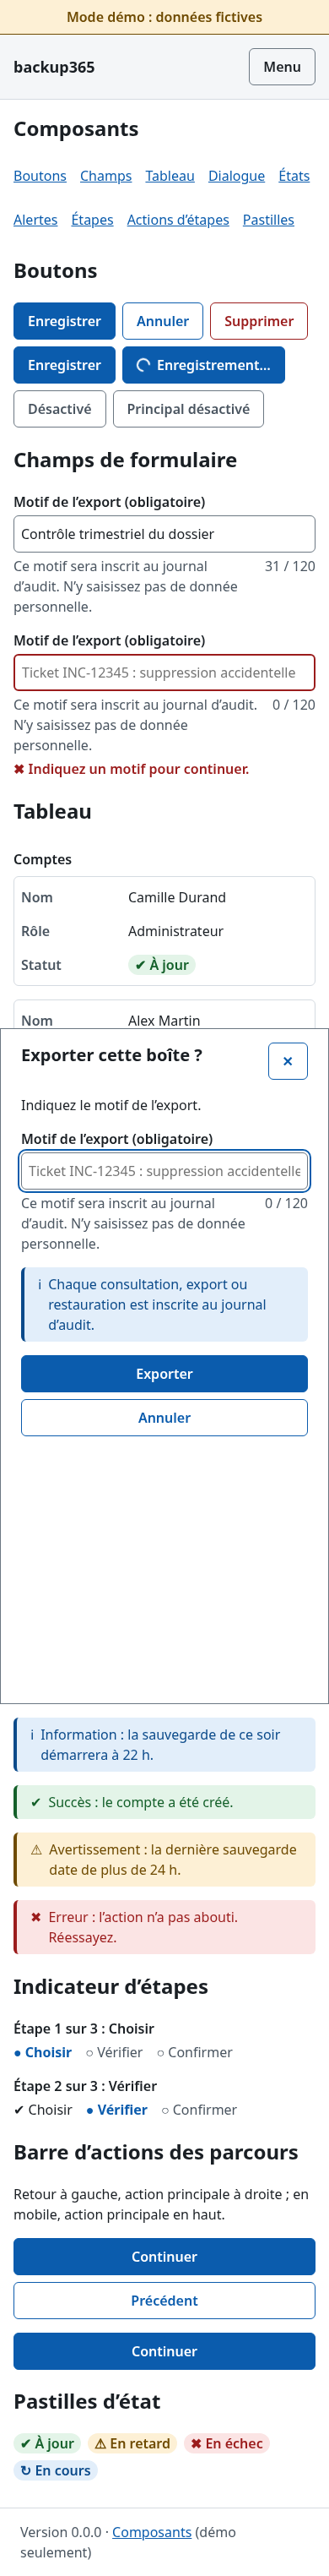 Mode démo : données fictives
backup365
Menu
Composants
Boutons Champs Tableau Dialogue États
Alertes Étapes Actions d’étapes Pastilles
Boutons
Enregistrer Annuler Supprimer
Enregistrer Enregistrement…
Désactivé Principal désactivé
Champs de formulaire
Motif de l’export (obligatoire)
Contrôle trimestriel du dossier
Ce motif sera inscrit au journal 31 / 120
d’audit. N’y saisissez pas de donnée
personnelle.
Motif de l’export (obligatoire)
Ticket INC-12345 : suppression accidentelle
Ce motif sera inscrit au journal d’audit. 0 / 120
N’y saisissez pas de donnée
personnelle.
✖ Indiquez un motif pour continuer.
Tableau
Comptes
Nom Camille Durand
Rôle Administrateur
Statut ✔ À jour
Nom Alex Martin
Exporter cette boîte ? ✕
Indiquez le motif de l’export.
Motif de l’export (obligatoire)
Ticket INC-12345 : suppression accidentelle
Ce motif sera inscrit au journal 0 / 120
d’audit. N’y saisissez pas de donnée
personnelle.
i Chaque consultation, export ou
restauration est inscrite au journal
d’audit.
Exporter
Annuler
i Information : la sauvegarde de ce soir
démarrera à 22 h.
✔ Succès : le compte a été créé.
⚠ Avertissement : la dernière sauvegarde
date de plus de 24 h.
✖ Erreur : l’action n’a pas abouti.
Réessayez.
Indicateur d’étapes
Étape 1 sur 3 : Choisir
● Choisir ○ Vérifier ○ Confirmer
Étape 2 sur 3 : Vérifier
✔ Choisir ● Vérifier ○ Confirmer
Barre d’actions des parcours
Retour à gauche, action principale à droite ; en
mobile, action principale en haut.
Continuer
Précédent
Continuer
Pastilles d’état
✔ À jour ⚠ En retard ✖ En échec
↻ En cours
Version 0.0.0 · Composants (démo
seulement)